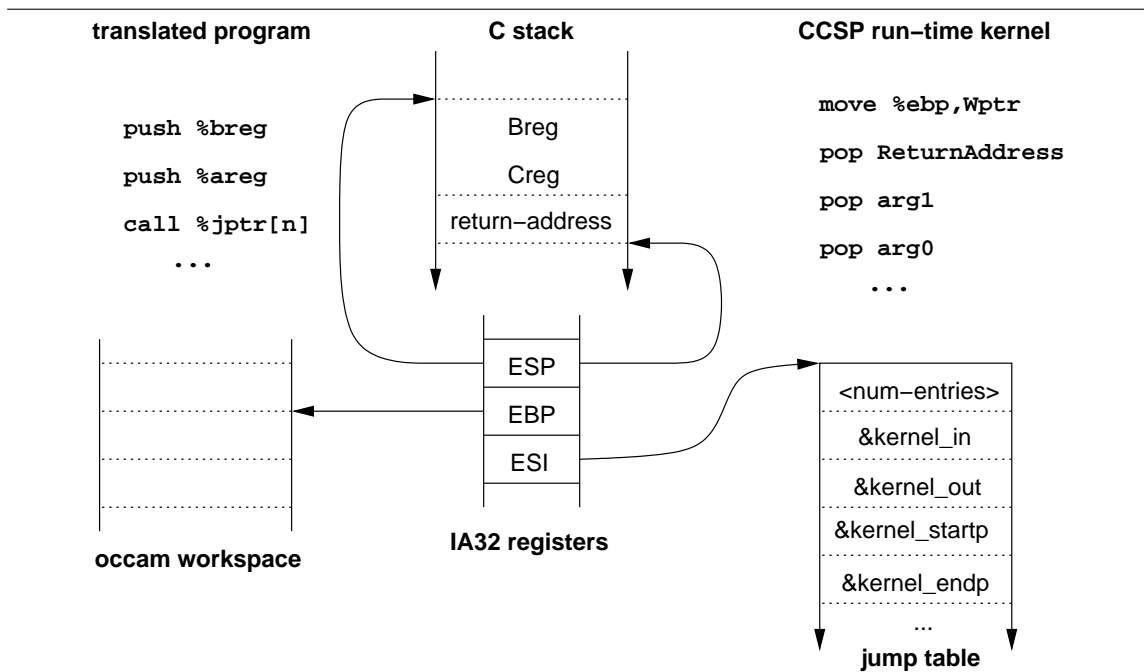 translated program
C stack
CCSP run−time kernel
push %breg
push %areg
call %jptr[n]
...
Breg
Creg
return−address
move %ebp,Wptr
pop ReturnAddress
pop arg1
pop arg0
...
ESP
EBP
ESI
<num−entries>
&kernel_in
&kernel_out
&kernel_startp
&kernel_endp
...
occam workspace
IA32 registers
jump table